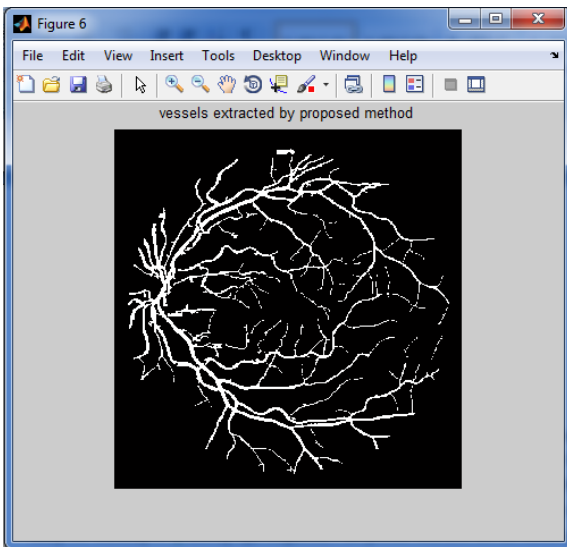 Figure 6
File Edit View Insert Tools Desktop Window Help
vessels extracted by proposed method